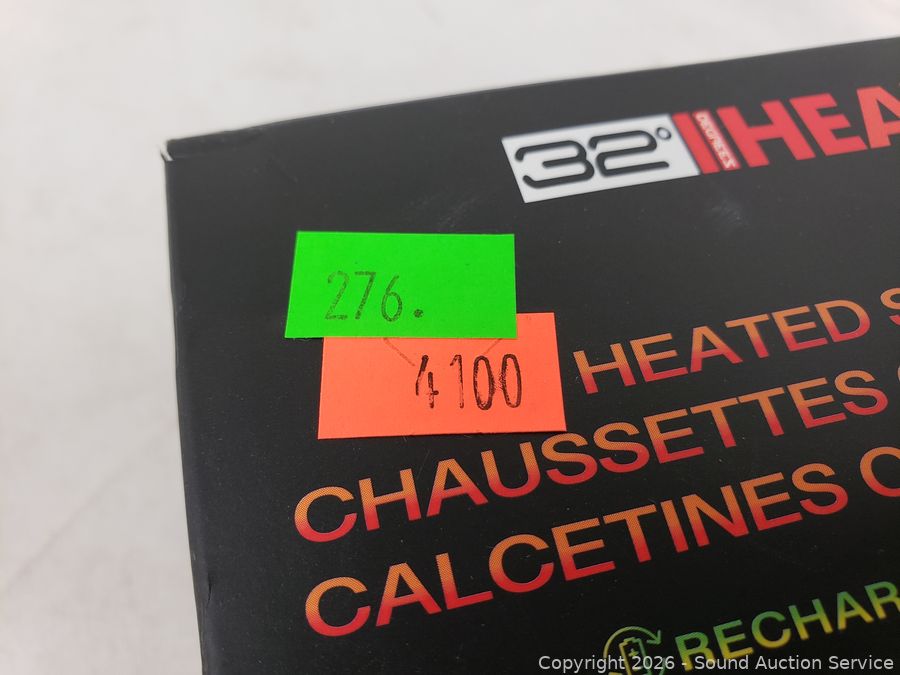 32° DEGREES HEA
276.
4100
HEATED S
CHAUSSETTES
CALCETINES
RECHAR
Copyright © 2026 - Sound Auction Service